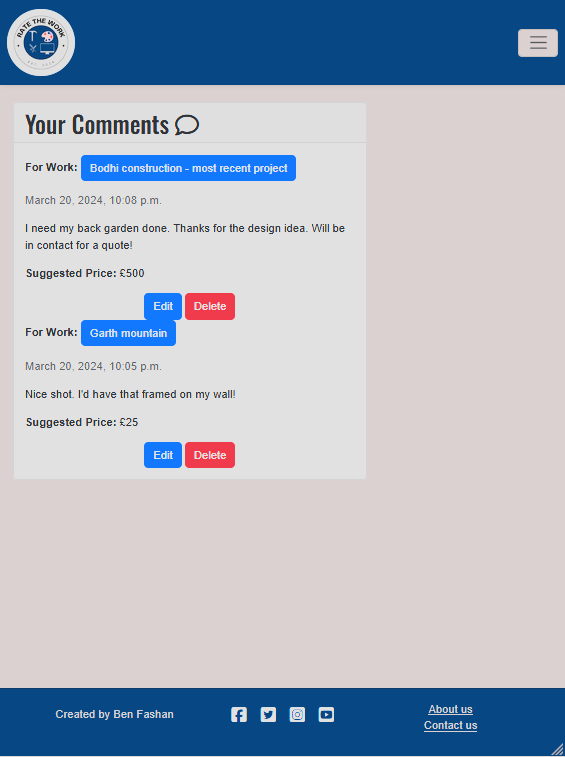 RATE THE WORK
Your Comments
For Work: Bodhi construction - most recent project
March 20, 2024, 10:08 p.m.
I need my back garden done. Thanks for the design idea. Will be
in contact for a quote!
Suggested Price: £500
Edit Delete
For Work: Garth mountain
March 20, 2024, 10:05 p.m.
Nice shot. I'd have that framed on my wall!
Suggested Price: £25
Edit Delete
Created by Ben Fashan
About us
Contact us